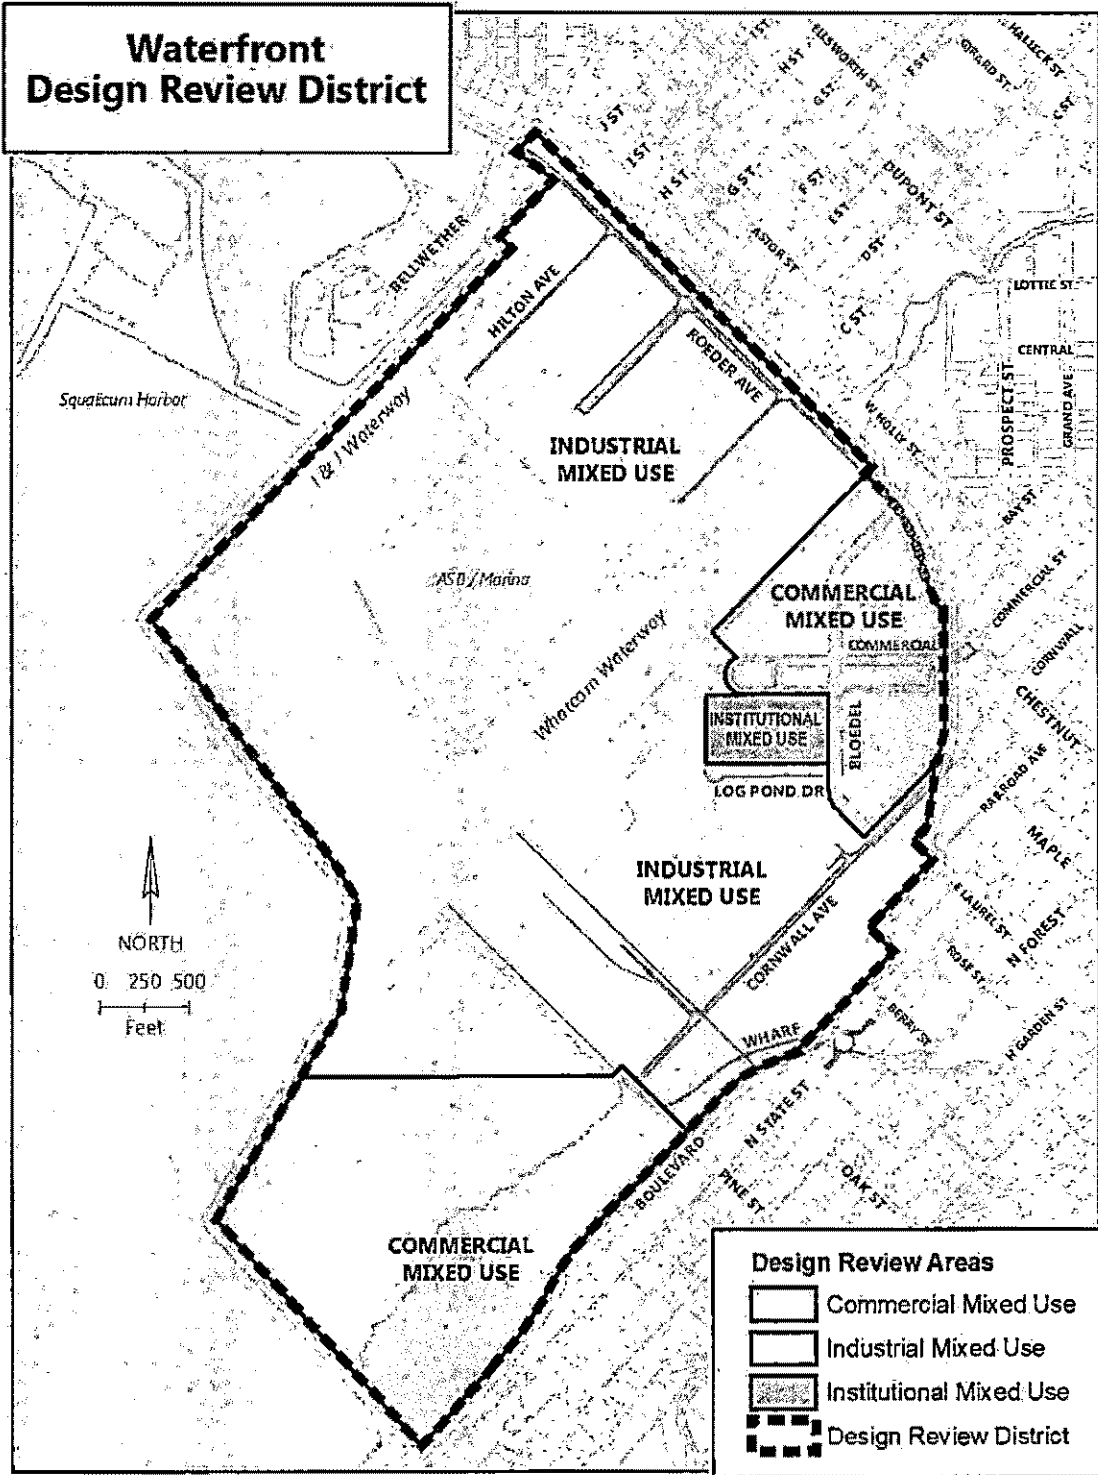 Waterfront
Design Review District
I ST
HALLECK ST
ELLSWORTH ST
H ST
F ST
GIRARD ST
G ST
C ST
J ST
I ST
H ST
G ST
F ST
E ST
DUPONT ST
ASTOR ST
D ST
C ST
BELLWETHER
HILTON AVE
ROEDER AVE
W HOLLY ST
LOTTIE ST
CENTRAL
PROSPECT ST
GRAND AVE
Squalicum Harbor
I & J Waterway
INDUSTRIAL
MIXED USE
BAY ST
ASB / Marina
COMMERCIAL
MIXED USE
COMMERCIAL ST
Whatcom Waterway
COMMERCIAL
CORNWALL
INSTITUTIONAL
MIXED USE
BLOEDEL
CHESTNUT
LOG POND DR
RAILROAD AVE
MAPLE
INDUSTRIAL
MIXED USE
E LAUREL ST
N FOREST
CORNWALL AVE
ROSE ST
NORTH
0 250 500
Feet
BERRY ST
N GARDEN ST
WHARF
N STATE ST
BOULEVARD
PINE ST
OAK ST
COMMERCIAL
MIXED USE
Design Review Areas
Commercial Mixed Use
Industrial Mixed Use
Institutional Mixed Use
Design Review District